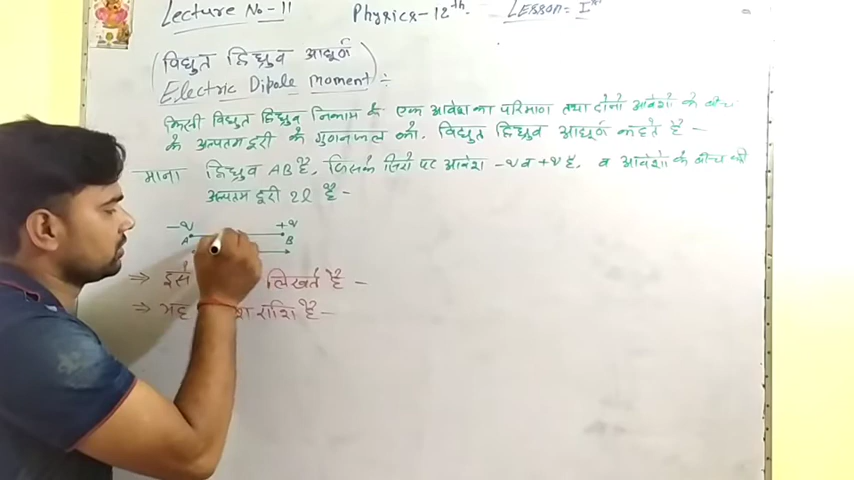 Lecture No-11 Physics-12th. Lesson= Ist
(विद्युत द्विध्रुव आघूर्ण
Electric Dipole moment) ÷
किसी विद्युत द्विध्रुव निकाय के एक आवेश का परिमाण तथा दोनों आवेशों के बीच
के अल्पतम दूरी के गुणनफल को, विद्युत द्विध्रुव आघूर्ण कहते है -
माना द्विध्रुव AB है, जिसके सिरों पर आवेश -q व +q है, व आवेशों के बीच की
अल्पतम दूरी 2l है -
-q +q
A B
⇒ लिखते है -
⇒ यह राशि है -